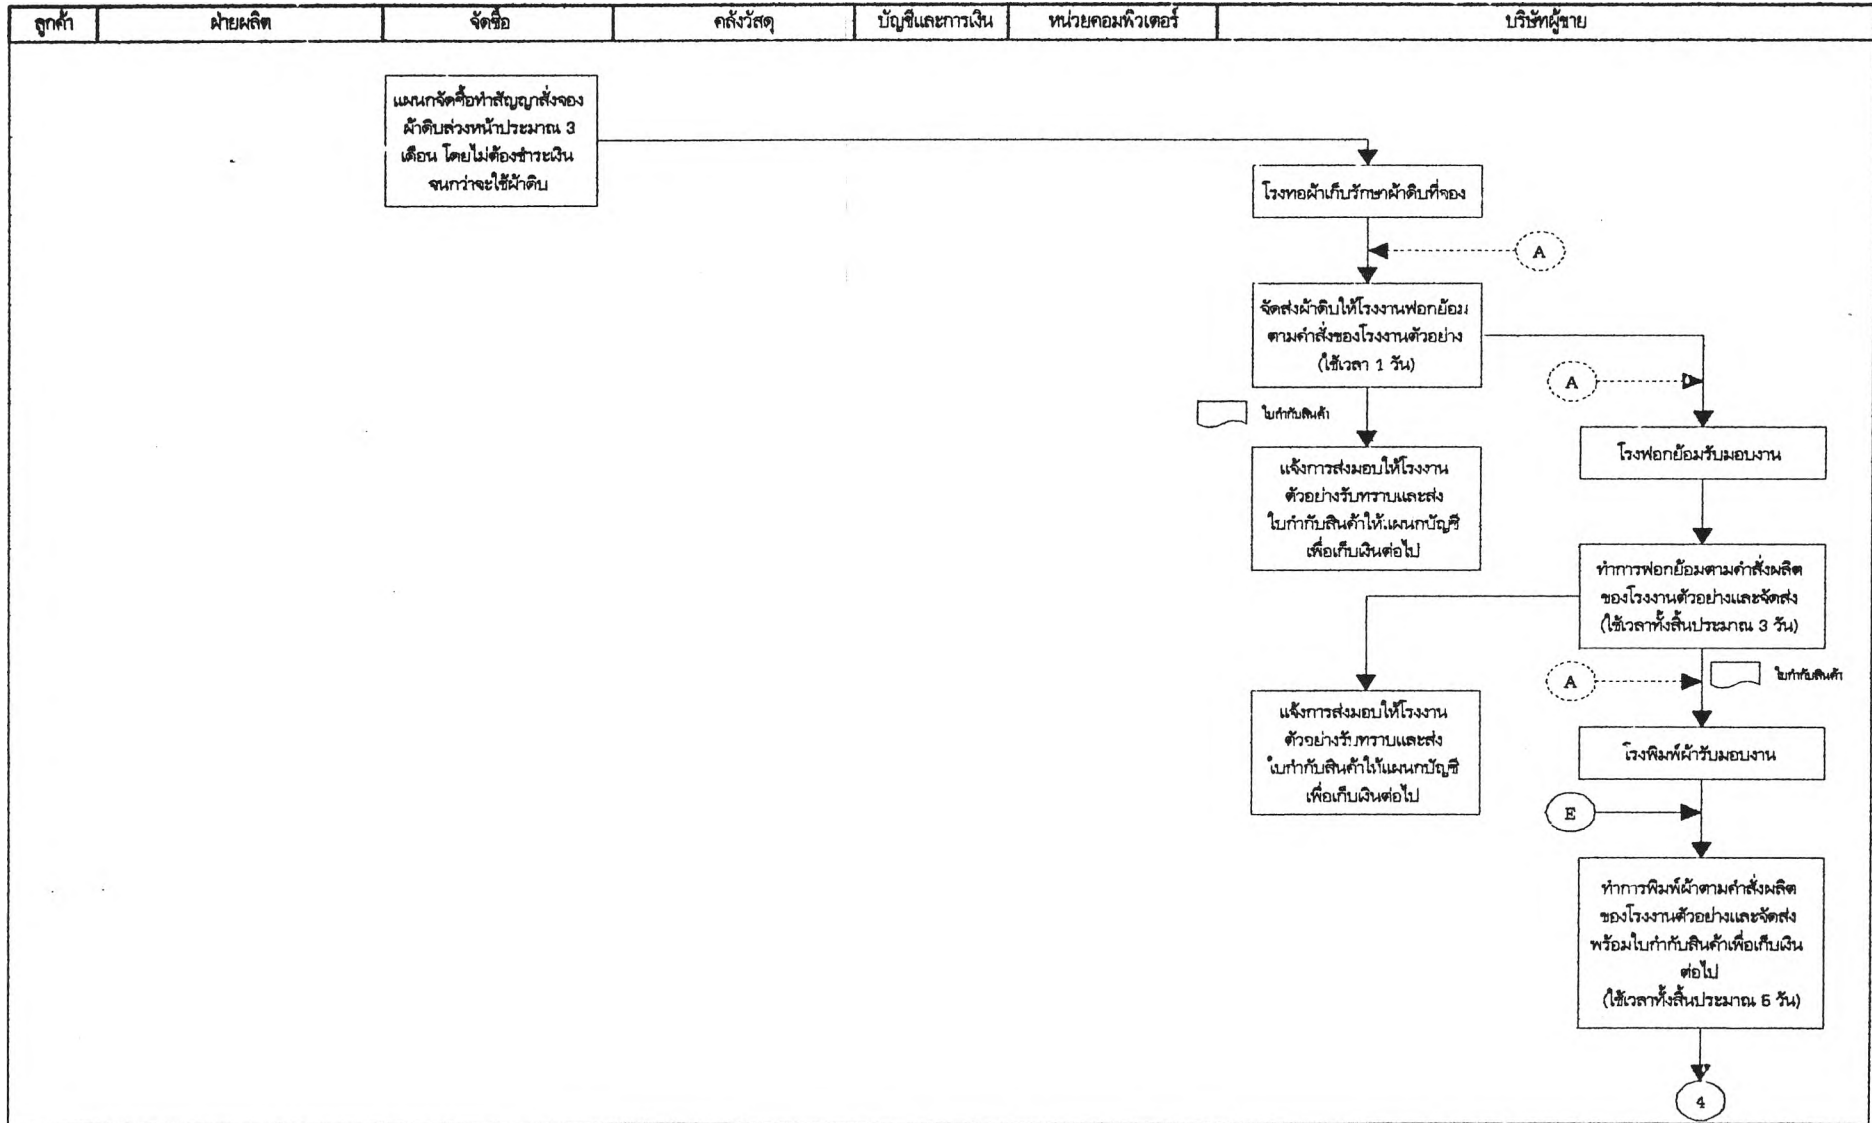 ลูกค้า
ฝ่ายผลิต
จัดซื้อ
คลังวัสดุ
บัญชีและการเงิน
หน่วยคอมพิวเตอร์
บริษัทผู้ขาย
แผนกจัดซื้อทำสัญญาสั่งจอง
ผ้าดิบล่วงหน้าประมาณ 3
เดือน โดยไม่ต้องชำระเงิน
จนกว่าจะใช้ผ้าดิบ
โรงทอผ้าเก็บรักษาผ้าดิบที่จอง
A
จัดส่งผ้าดิบให้โรงงานฟอกย้อม
ตามคำสั่งของโรงงานตัวอย่าง
(ใช้เวลา 1 วัน)
A
ใบกำกับสินค้า
โรงฟอกย้อมรับมอบงาน
แจ้งการส่งมอบให้โรงงาน
ตัวอย่างรับทราบและส่ง
ใบกำกับสินค้าให้แผนกบัญชี
เพื่อเก็บเงินต่อไป
ทำการฟอกย้อมตามคำสั่งผลิต
ของโรงงานตัวอย่างและจัดส่ง
(ใช้เวลาทั้งสิ้นประมาณ 3 วัน)
A
ใบกำกับสินค้า
แจ้งการส่งมอบให้โรงงาน
ตัวอย่างรับทราบและส่ง
ใบกำกับสินค้าให้แผนกบัญชี
เพื่อเก็บเงินต่อไป
โรงพิมพ์ผ้ารับมอบงาน
E
ทำการพิมพ์ผ้าตามคำสั่งผลิต
ของโรงงานตัวอย่างและจัดส่ง
พร้อมใบกำกับสินค้าเพื่อเก็บเงิน
ต่อไป
(ใช้เวลาทั้งสิ้นประมาณ 5 วัน)
4